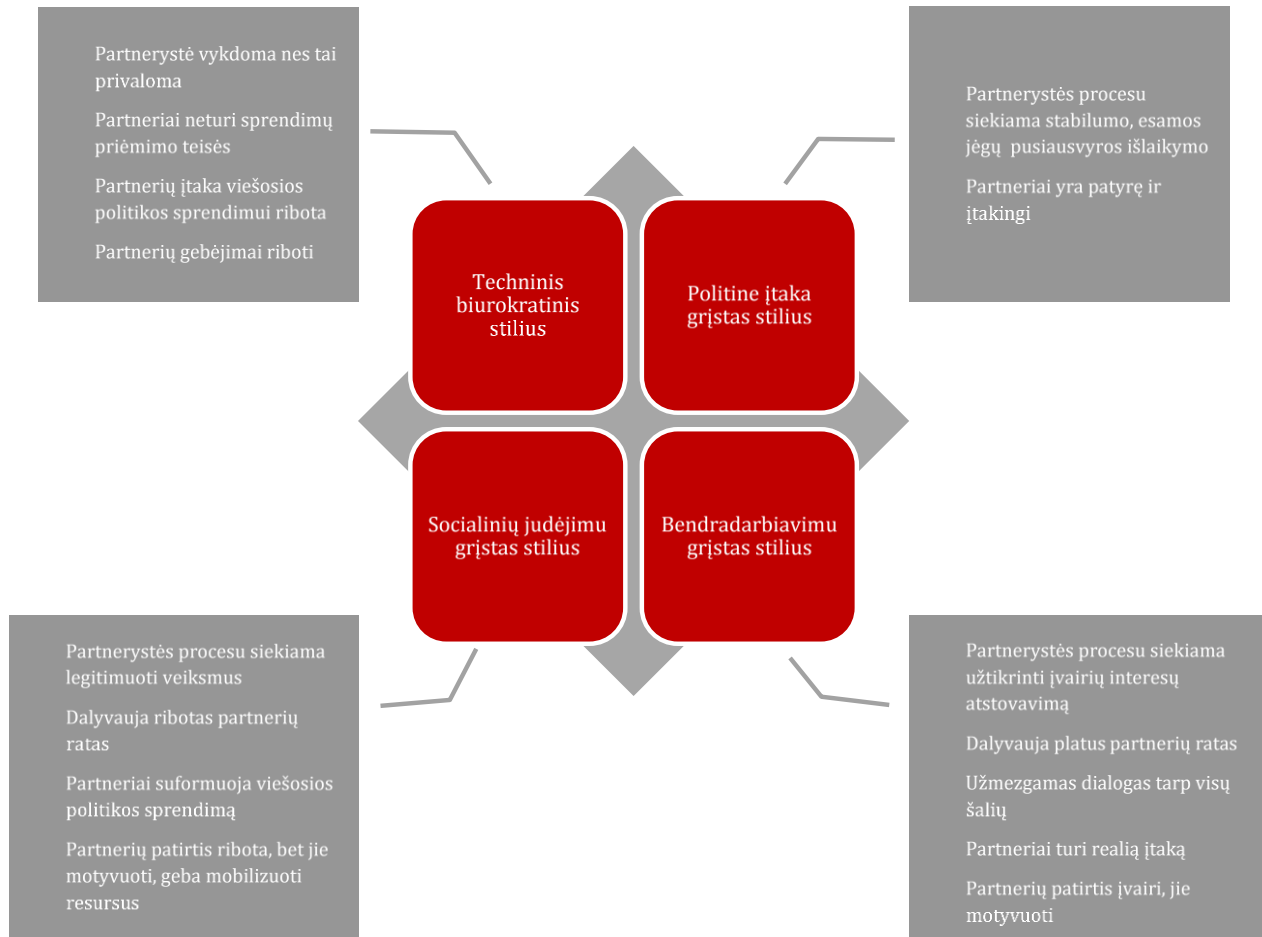 Partnerystė vykdoma nes tai
privaloma
Partneriai neturi sprendimų
priėmimo teisės
Partnerių įtaka viešosios
politikos sprendimui ribota
Partnerių gebėjimai riboti
Partnerystės procesu
siekiama stabilumo, esamos
jėgų pusiausvyros išlaikymo
Partneriai yra patyrę ir
įtakingi
Techninis
biurokratinis
stilius
Politine įtaka
grįstas stilius
Socialinių judėjimu
grįstas stilius
Bendradarbiavimu
grįstas stilius
Partnerystės procesu siekiama
legitimuoti veiksmus
Dalyvauja ribotas partnerių
ratas
Partneriai suformuoja viešosios
politikos sprendimą
Partnerių patirtis ribota, bet jie
motyvuoti, geba mobilizuoti
resursus
Partnerystės procesu siekiama
užtikrinti įvairių interesų
atstovavimą
Dalyvauja platus partnerių ratas
Užmezgamas dialogas tarp visų
šalių
Partneriai turi realią įtaką
Partnerių patirtis įvairi, jie
motyvuoti